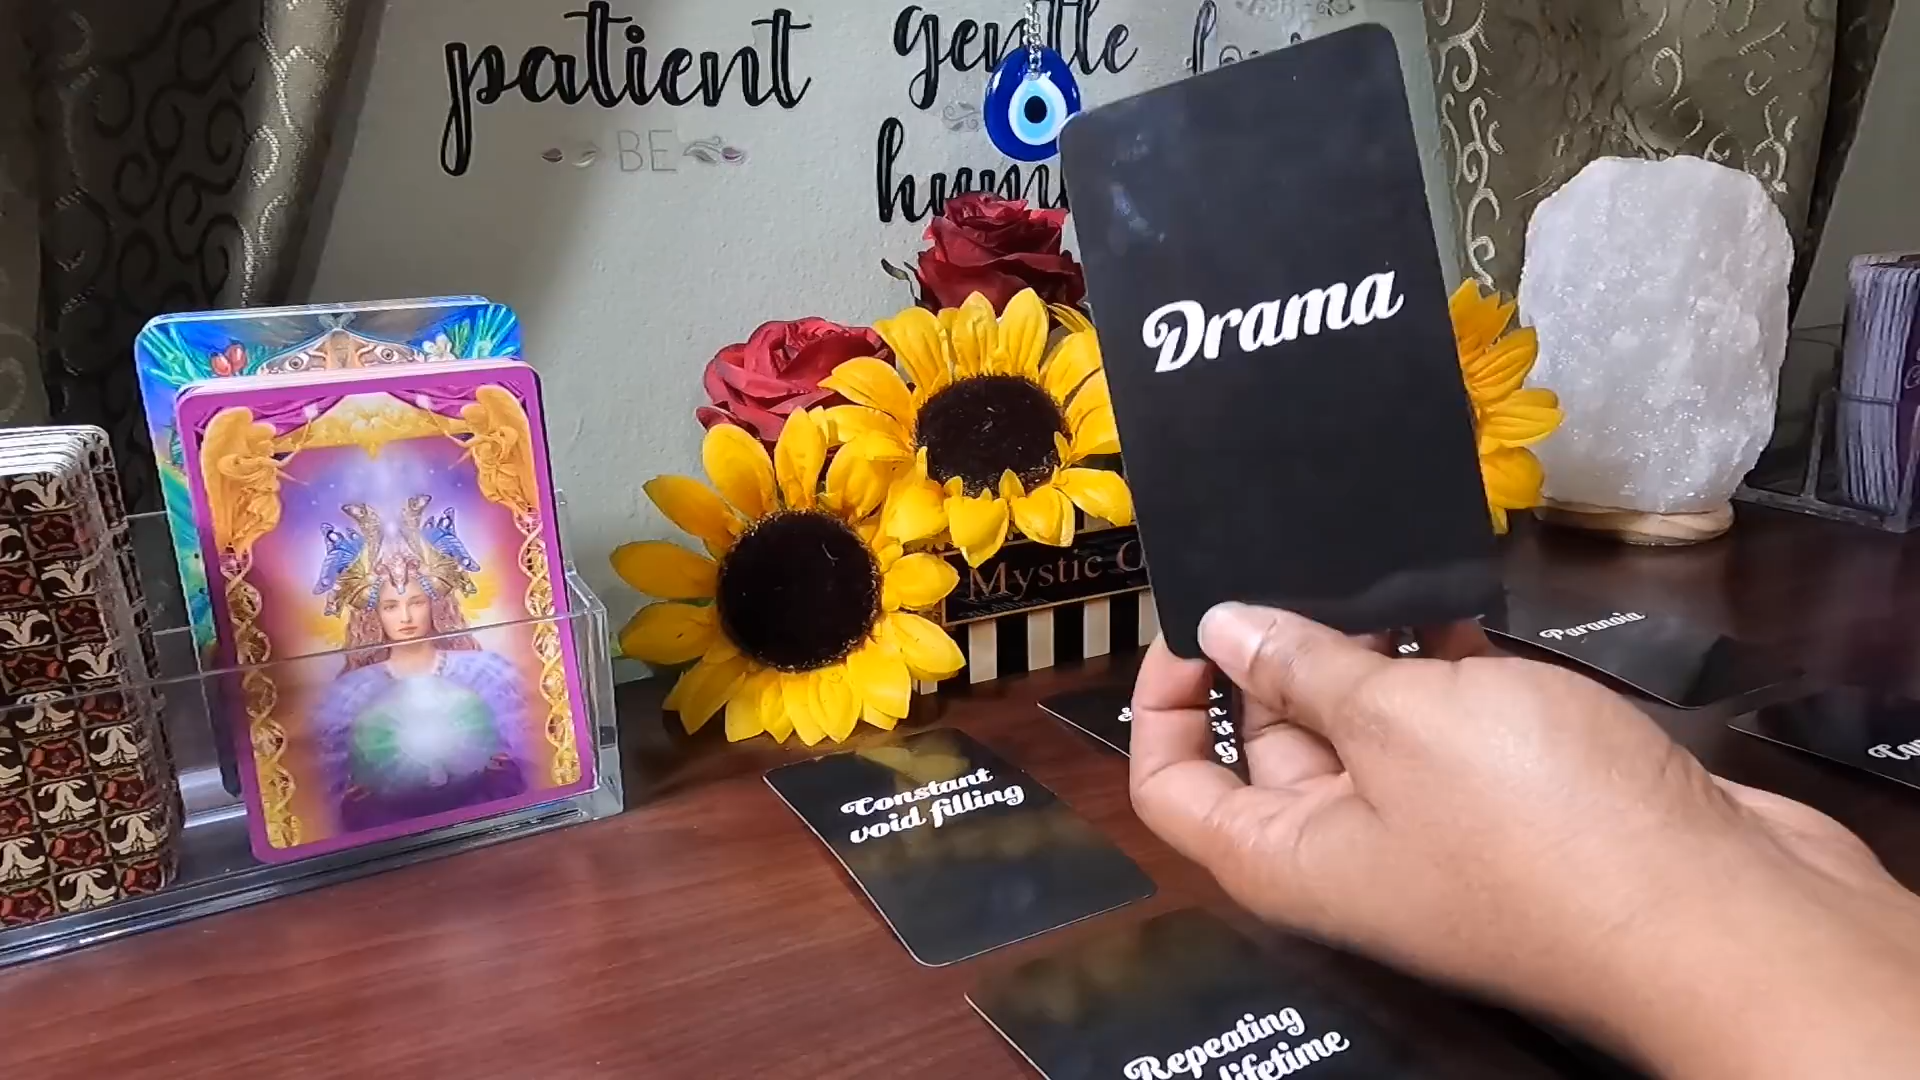 patient
gentle
BE
Drama
Mystic
Paranoia
Constant
void filling
Repeating
lifetime